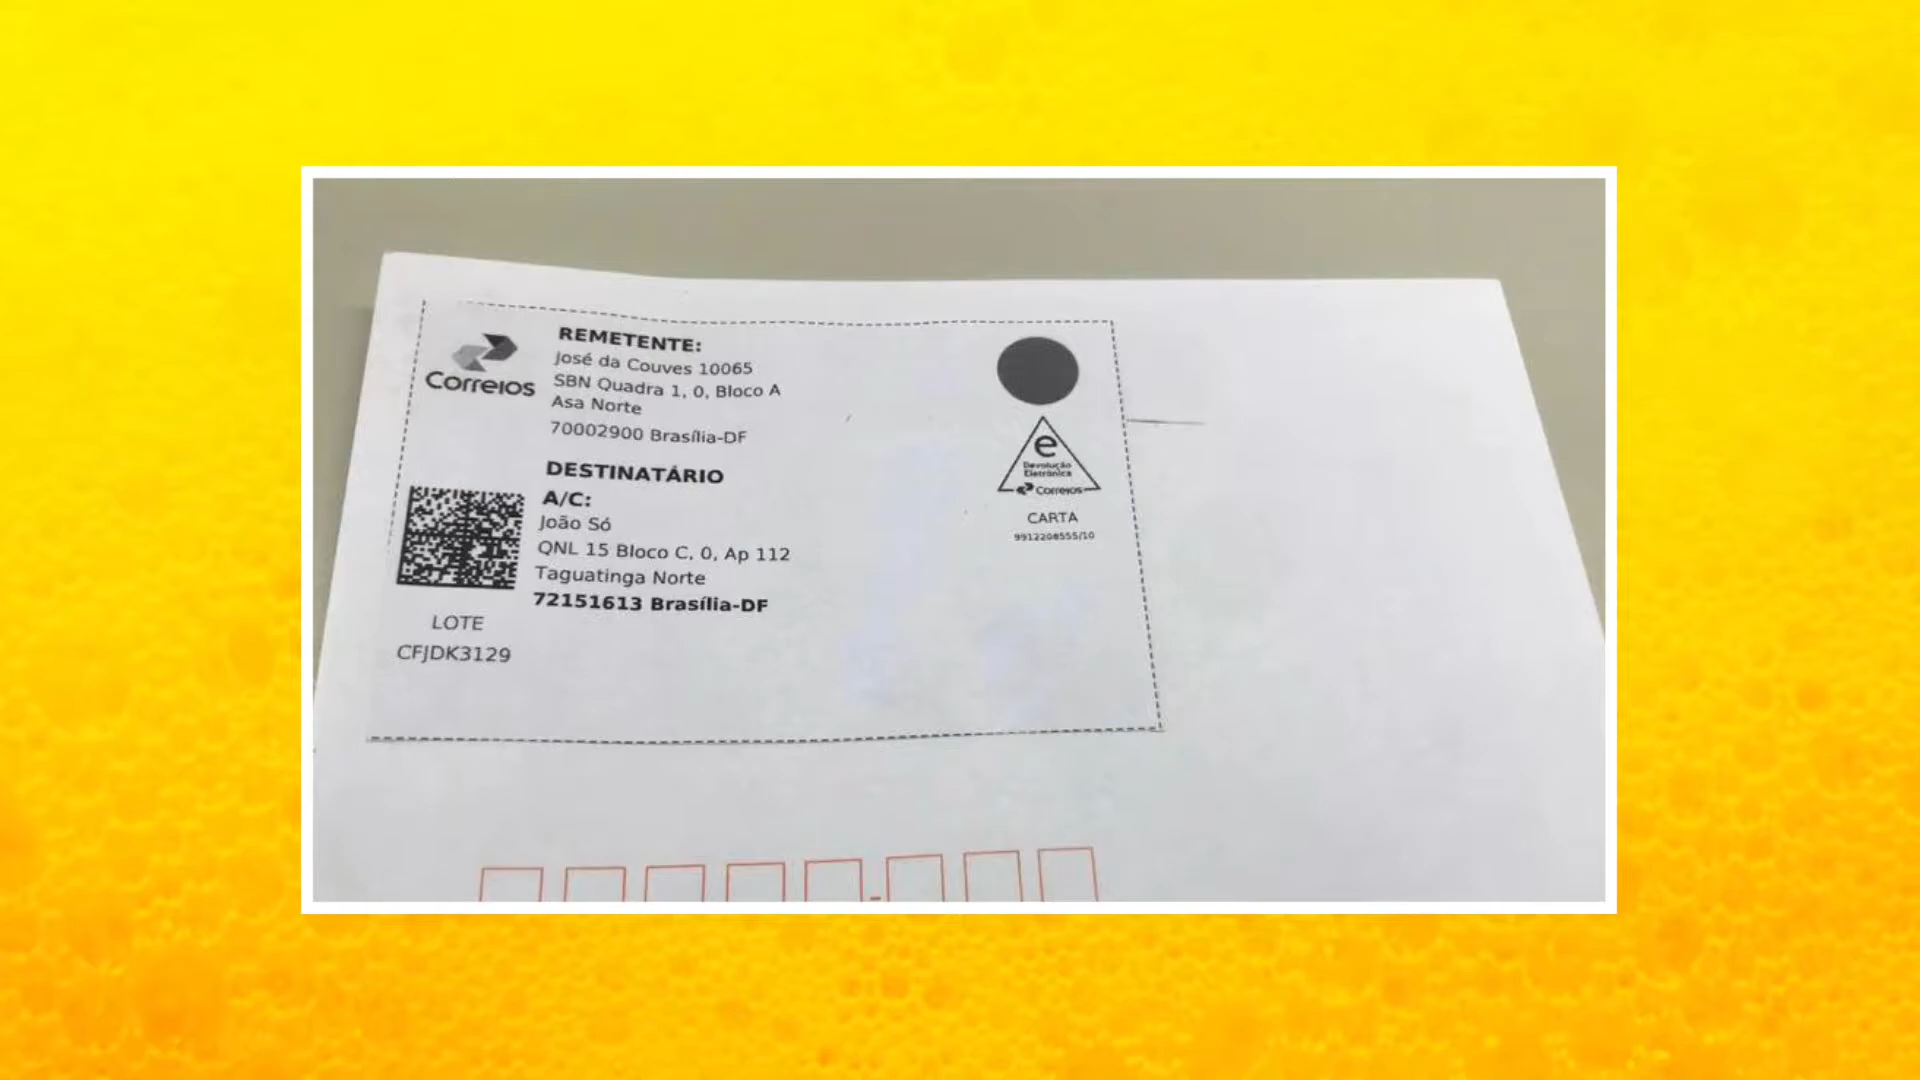 Correios
REMETENTE:
José da Couves 10065
SBN Quadra 1, 0, Bloco A
Asa Norte
70002900 Brasília-DF
DESTINATÁRIO
A/C:
João Só
QNL 15 Bloco C, 0, Ap 112
Taguatinga Norte
72151613 Brasília-DF
LOTE
CFJDK3129
e
Devolução
Eletrônica
Correios
CARTA
9912208555/10